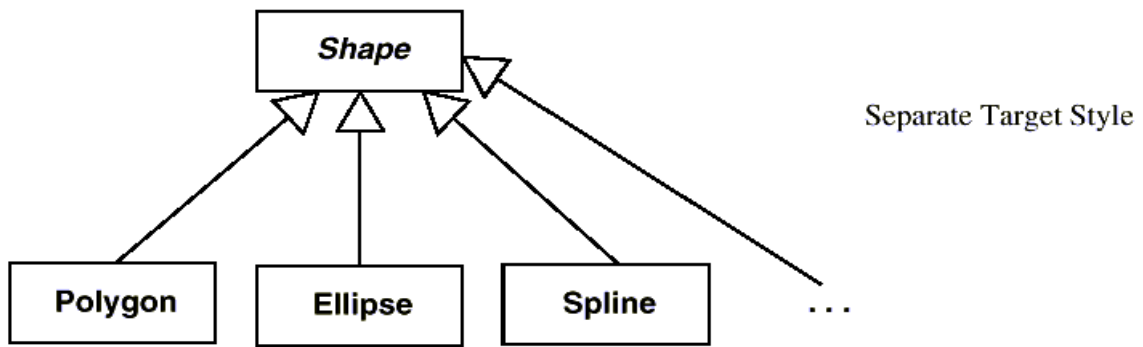 Shape
Separate Target Style
Polygon
Ellipse
Spline
. . .